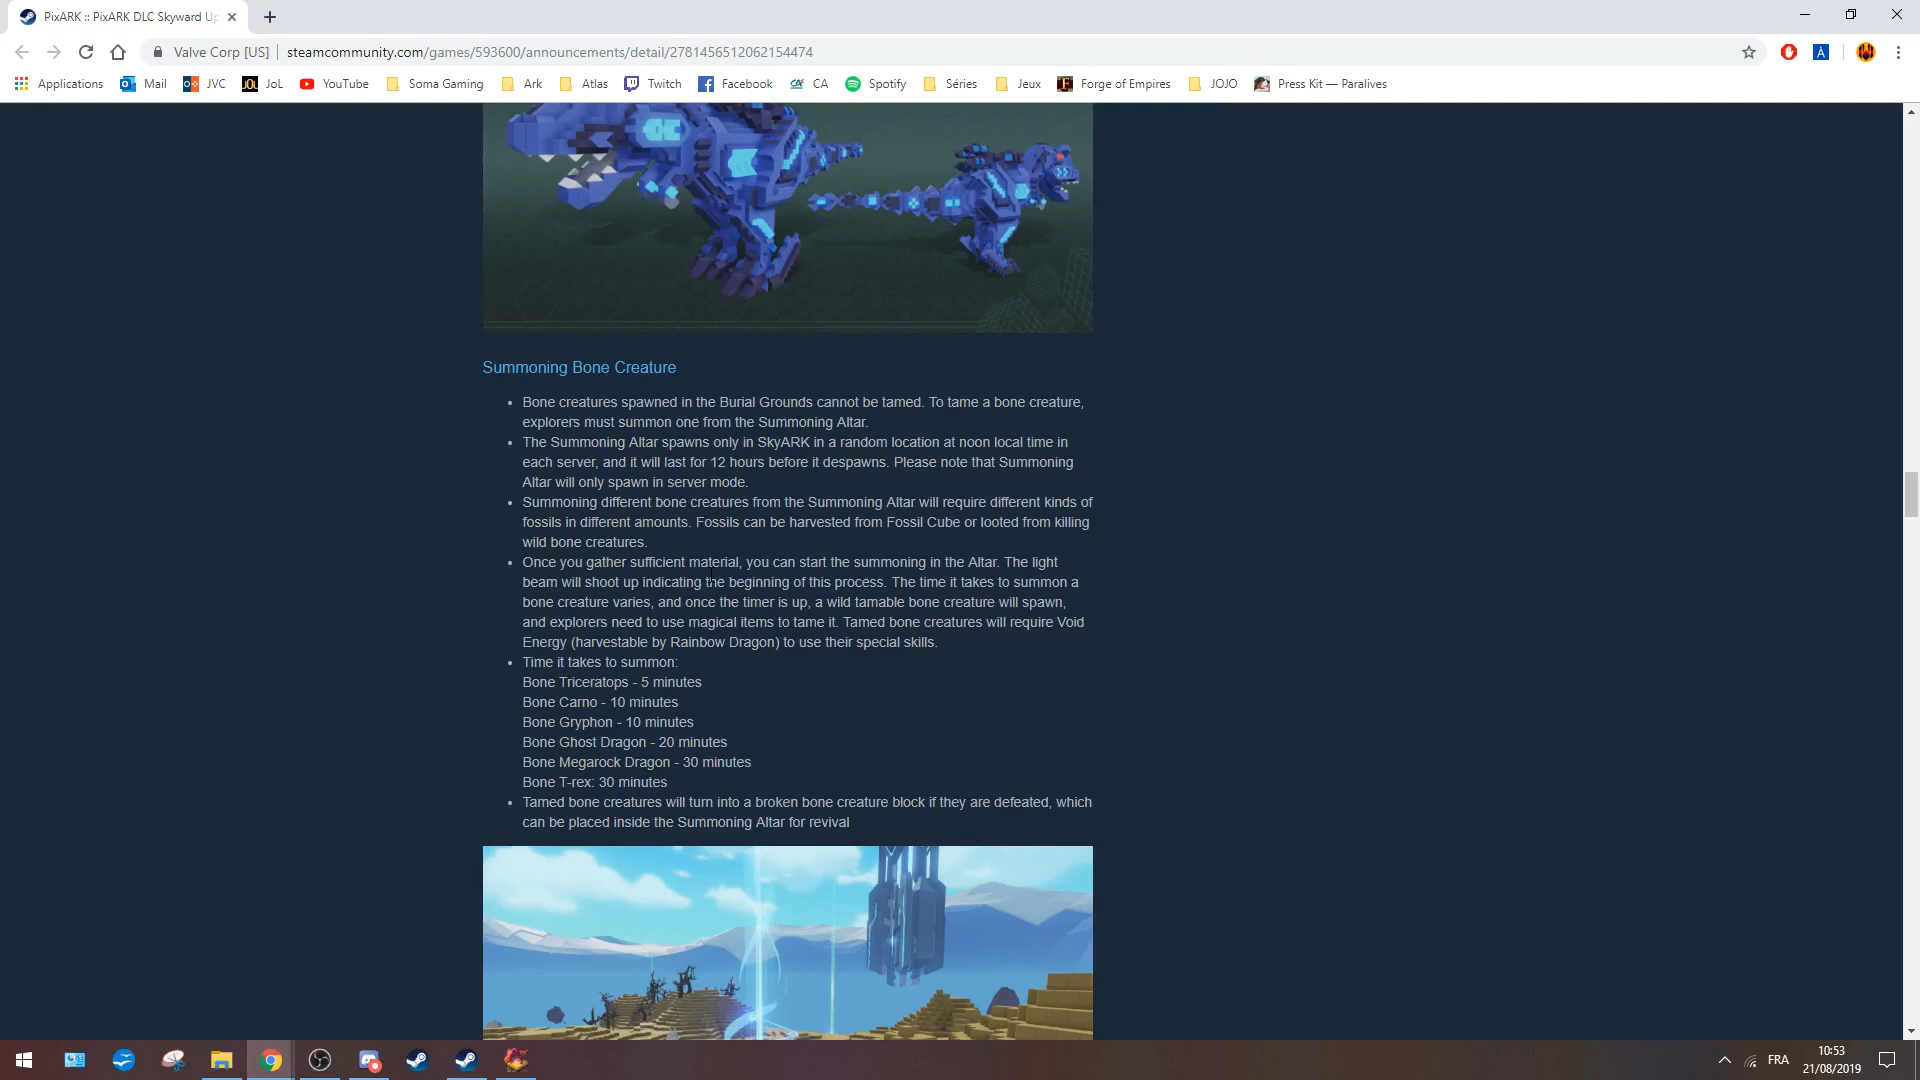 PixARK :: PixARK DLC Skyward Up
Valve Corp [US] | steamcommunity.com/games/593600/announcements/detail/2781456512062154474
Applications Mail JVC JoL YouTube Soma Gaming Ark Atlas Twitch Facebook CA Spotify Séries Jeux Forge of Empires JOJO Press Kit — Paralives
Summoning Bone Creature
• Bone creatures spawned in the Burial Grounds cannot be tamed. To tame a bone creature,
explorers must summon one from the Summoning Altar.
• The Summoning Altar spawns only in SkyARK in a random location at noon local time in
each server, and it will last for 12 hours before it despawns. Please note that Summoning
Altar will only spawn in server mode.
• Summoning different bone creatures from the Summoning Altar will require different kinds of
fossils in different amounts. Fossils can be harvested from Fossil Cube or looted from killing
wild bone creatures.
• Once you gather sufficient material, you can start the summoning in the Altar. The light
beam will shoot up indicating the beginning of this process. The time it takes to summon a
bone creature varies, and once the timer is up, a wild tamable bone creature will spawn,
and explorers need to use magical items to tame it. Tamed bone creatures will require Void
Energy (harvestable by Rainbow Dragon) to use their special skills.
• Time it takes to summon:
Bone Triceratops - 5 minutes
Bone Carno - 10 minutes
Bone Gryphon - 10 minutes
Bone Ghost Dragon - 20 minutes
Bone Megarock Dragon - 30 minutes
Bone T-rex: 30 minutes
• Tamed bone creatures will turn into a broken bone creature block if they are defeated, which
can be placed inside the Summoning Altar for revival
FRA
10:53
21/08/2019